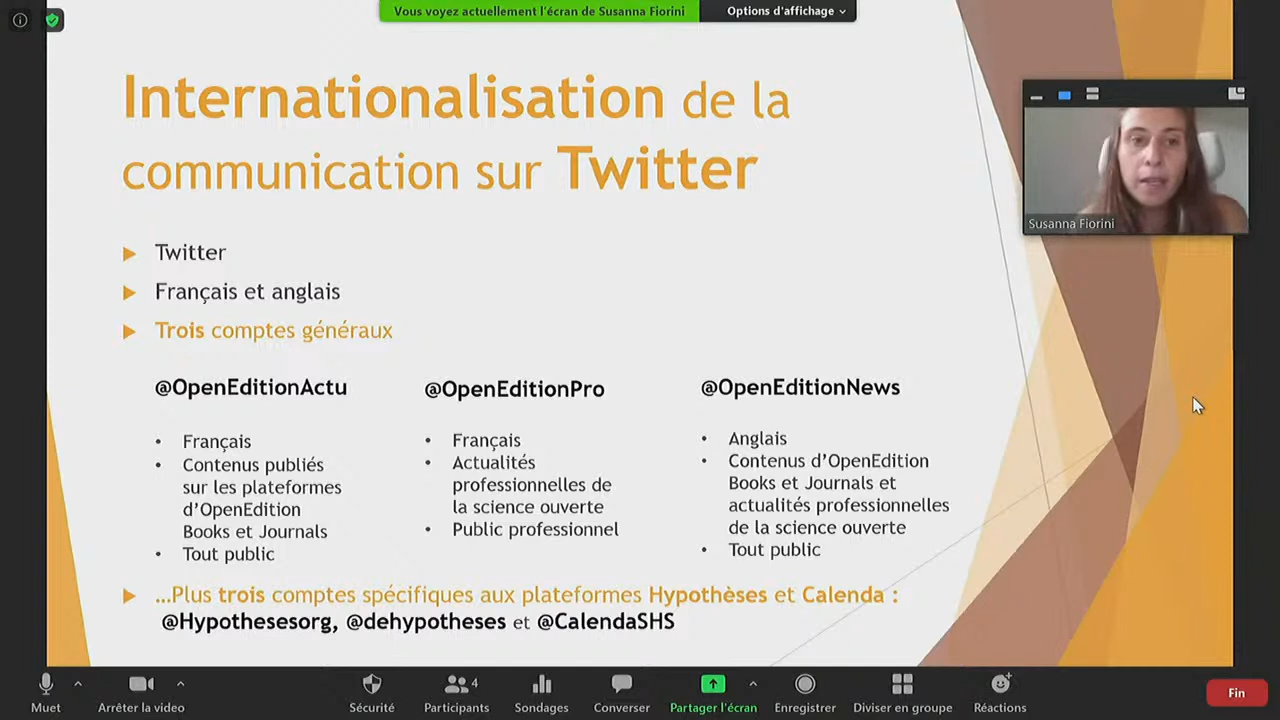 Vous voyez actuellement l'écran de Susanna Fiorini
Options d'affichage
Internationalisation de la
communication sur Twitter
Susanna Fiorini
Twitter
Français et anglais
Trois comptes généraux
@OpenEditionActu
• Français
• Contenus publiés
sur les plateformes
d'OpenEdition
Books et Journals
• Tout public
@OpenEditionPro
• Français
• Actualités
professionnelles de
la science ouverte
• Public professionnel
@OpenEditionNews
• Anglais
• Contenus d'OpenEdition
Books et Journals et
actualités professionnelles
de la science ouverte
• Tout public
…Plus trois comptes spécifiques aux plateformes Hypothèses et Calenda :
@Hypothesesorg, @dehypotheses et @CalendaSHS
Muet
Arrêter la video
Sécurité
Participants
4
Sondages
Converser
Partager l'écran
Enregistrer
Diviser en groupe
Réactions
Fin